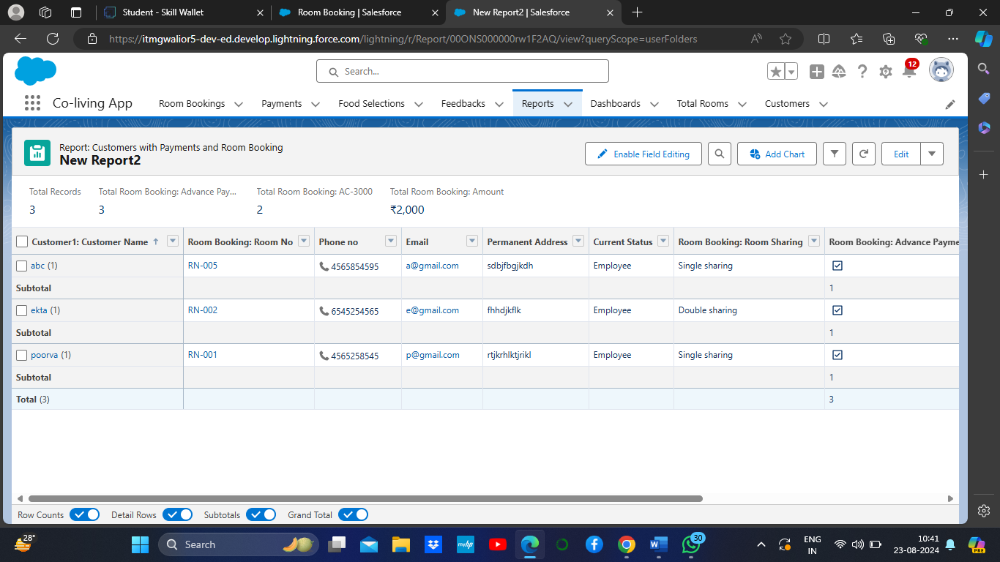 Student - Skill Wallet
Room Booking | Salesforce
New Report2 | Salesforce
https://itmgwalior5-dev-ed.develop.lightning.force.com/lightning/r/Report/00ONS000000rw1F2AQ/view?queryScope=userFolders
Search...
12
Co-living App
Room Bookings
Payments
Food Selections
Feedbacks
Reports
Dashboards
Total Rooms
Customers
Report: Customers with Payments and Room Booking
New Report2
Enable Field Editing
Add Chart
Edit
Total Records
Total Room Booking: Advance Pay...
Total Room Booking: AC-3000
Total Room Booking: Amount
3
3
2
₹2,000
Customer1: Customer Name ↑
Room Booking: Room No
Phone no
Email
Permanent Address
Current Status
Room Booking: Room Sharing
Room Booking: Advance Payme
abc (1)
RN-005
4565854595
a@gmail.com
sdbjfbgjkdh
Employee
Single sharing
Subtotal
1
ekta (1)
RN-002
6545254565
e@gmail.com
fhhdjkflk
Employee
Double sharing
Subtotal
1
poorva (1)
RN-001
4565258545
p@gmail.com
rtjkrhlktjrikl
Employee
Single sharing
Subtotal
1
Total (3)
3
Row Counts
Detail Rows
Subtotals
Grand Total
28°
Search
myhp
W
30
ENG
IN
10:41
23-08-2024
PRE